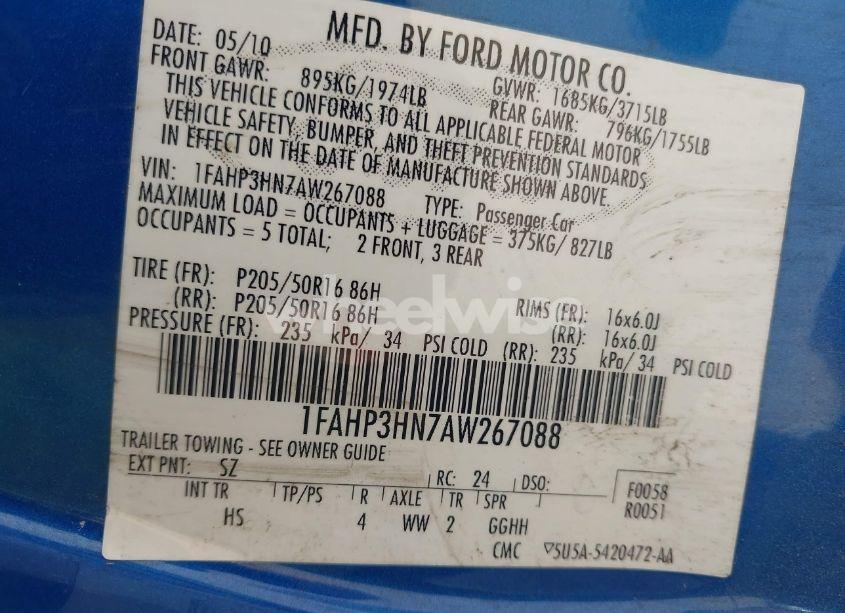 MFD. BY FORD MOTOR CO.
DATE: 05/10 GVWR: 1685KG/3715LB
FRONT GAWR: 895KG/1974LB REAR GAWR: 796KG/1755LB
THIS VEHICLE CONFORMS TO ALL APPLICABLE FEDERAL MOTOR
VEHICLE SAFETY, BUMPER, AND THEFT PREVENTION STANDARDS
IN EFFECT ON THE DATE OF MANUFACTURE SHOWN ABOVE.
VIN: 1FAHP3HN7AW267088 TYPE: Passenger Car
MAXIMUM LOAD = OCCUPANTS + LUGGAGE = 375KG/ 827LB
OCCUPANTS = 5 TOTAL; 2 FRONT, 3 REAR
TIRE (FR): P205/50R16 86H RIMS (FR): 16x6.0J
(RR): P205/50R16 86H (RR): 16x6.0J
PRESSURE (FR): 235 kPa/ 34 PSI COLD (RR): 235 kPa/ 34 PSI COLD
wheelwise
1FAHP3HN7AW267088
TRAILER TOWING - SEE OWNER GUIDE
EXT PNT: SZ RC: 24 DSO: F0058
R0051
INT TR TP/PS R AXLE TR SPR
HS 4 WW 2 GGHH
CMC 5U5A-5420472-AA